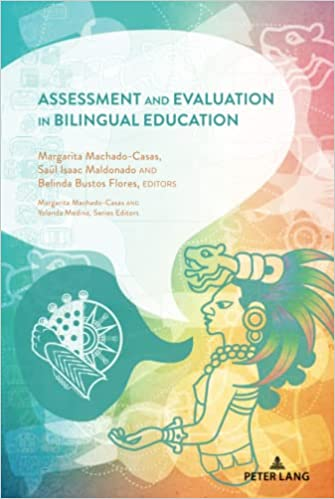 ASSESSMENT AND EVALUATION
IN BILINGUAL EDUCATION
Margarita Machado-Casas,
Saúl Isaac Maldonado AND
Belinda Bustos Flores, EDITORS
Margarita Machado-Casas AND
Yolanda Medina, Series Editors
PETER LANG